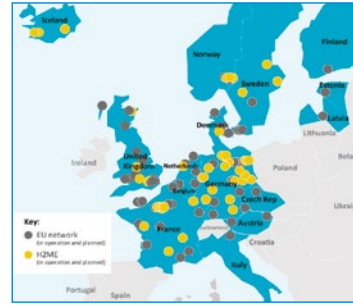 Iceland
Finland
Norway
Sweden
Estonia
Latvia
Denmark
Lithuania
Ireland
United
Kingdom
Netherlands
Poland
Belgium
Germany
Czech Rep
Key:
EU network
(in operation and planned)
H2ME
(in operation and planned)
Austria
France
Switzerland
Croatia
Italy
Portugal
Spain